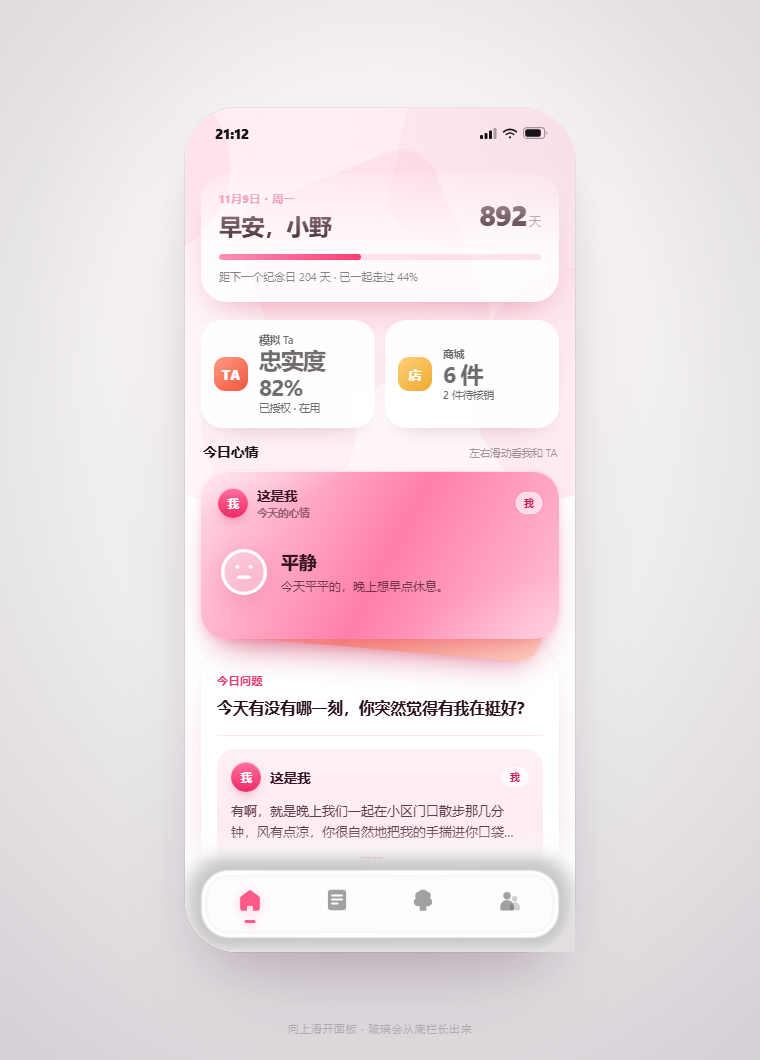 21:12
11月9日 · 周一
早安，小野
892天
距下一个纪念日 204 天 · 已一起走过 44%
TA
模拟 Ta
忠实度
82%
已授权 · 在用
店
商城
6 件
2 件待核销
今日心情
左右滑动看我和 TA
我
这是我
今天的心情
我
平静
今天平平的，晚上想早点休息。
今日问题
今天有没有哪一刻，你突然觉得有我在挺好？
我
这是我
我
有啊，就是晚上我们一起在小区门口散步那几分
钟，风有点凉，你很自然地把我的手揣进你口袋...
向上滑开面板 · 玻璃会从底栏长出来